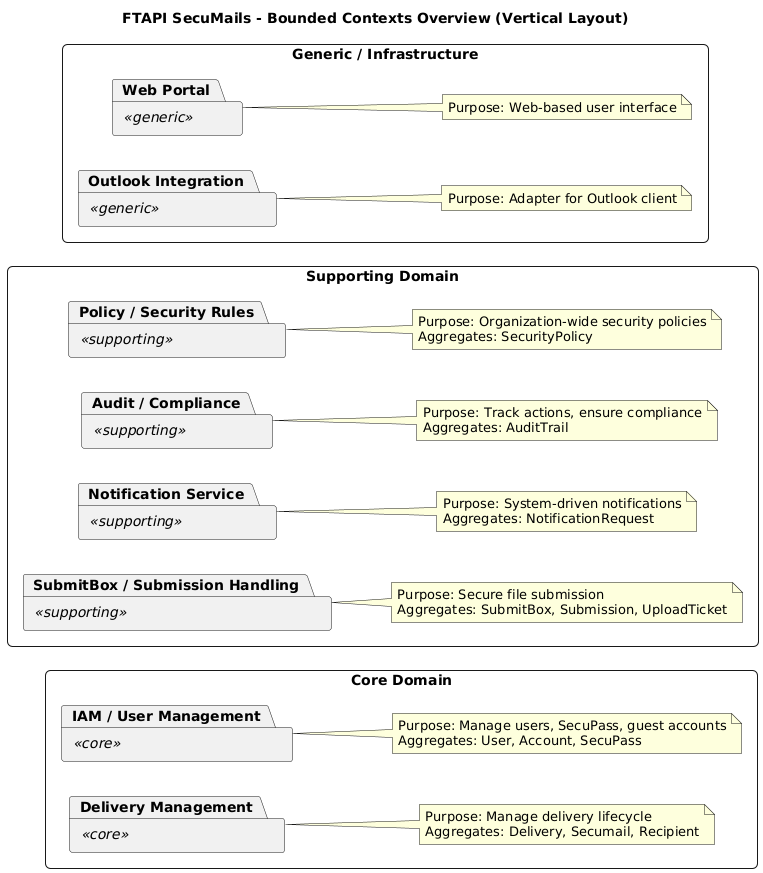 FTAPI SecuMails - Bounded Contexts Overview (Vertical Layout)
Generic / Infrastructure
Web Portal
«generic»
Purpose: Web-based user interface
Outlook Integration
«generic»
Purpose: Adapter for Outlook client
Supporting Domain
Policy / Security Rules
«supporting»
Purpose: Organization-wide security policies
Aggregates: SecurityPolicy
Audit / Compliance
«supporting»
Purpose: Track actions, ensure compliance
Aggregates: AuditTrail
Notification Service
«supporting»
Purpose: System-driven notifications
Aggregates: NotificationRequest
SubmitBox / Submission Handling
«supporting»
Purpose: Secure file submission
Aggregates: SubmitBox, Submission, UploadTicket
Core Domain
IAM / User Management
«core»
Purpose: Manage users, SecuPass, guest accounts
Aggregates: User, Account, SecuPass
Delivery Management
«core»
Purpose: Manage delivery lifecycle
Aggregates: Delivery, Secumail, Recipient